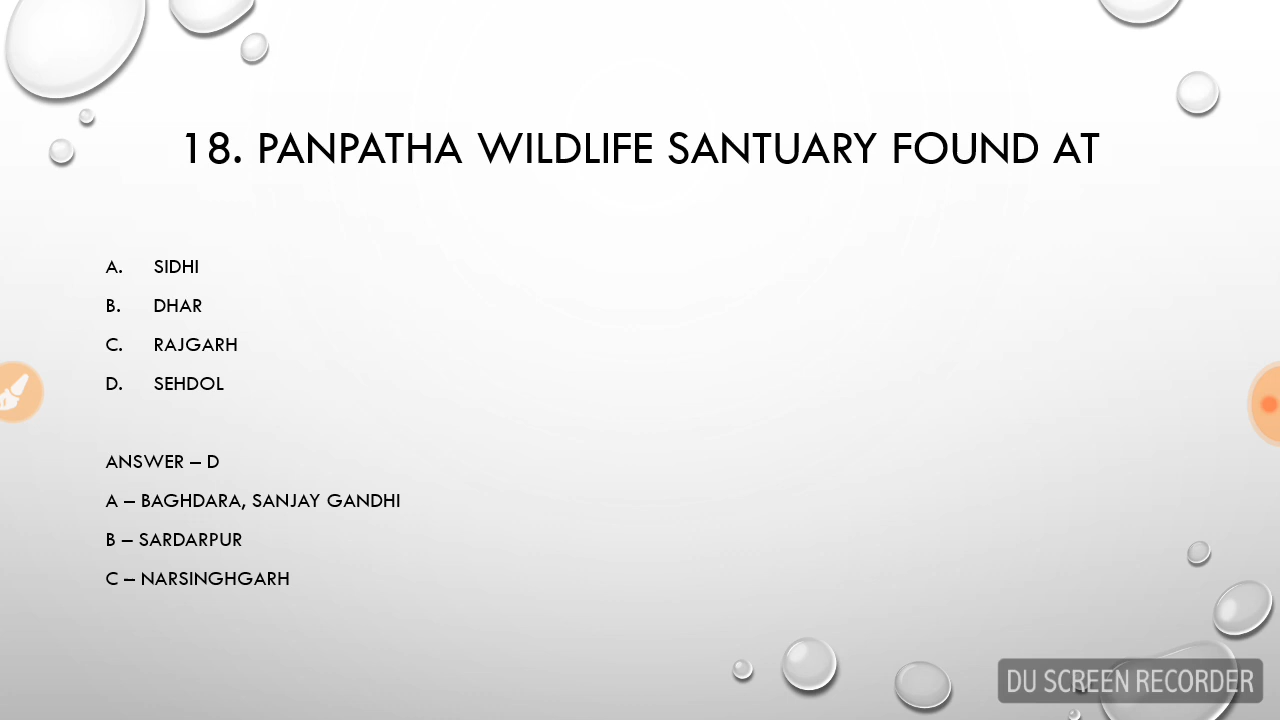 18. PANPATHA WILDLIFE SANTUARY FOUND AT
A. SIDHI
B. DHAR
C. RAJGARH
D. SEHDOL
ANSWER – D
A – BAGHDARA, SANJAY GANDHI
B – SARDARPUR
C – NARSINGHGARH
DU SCREEN RECORDER